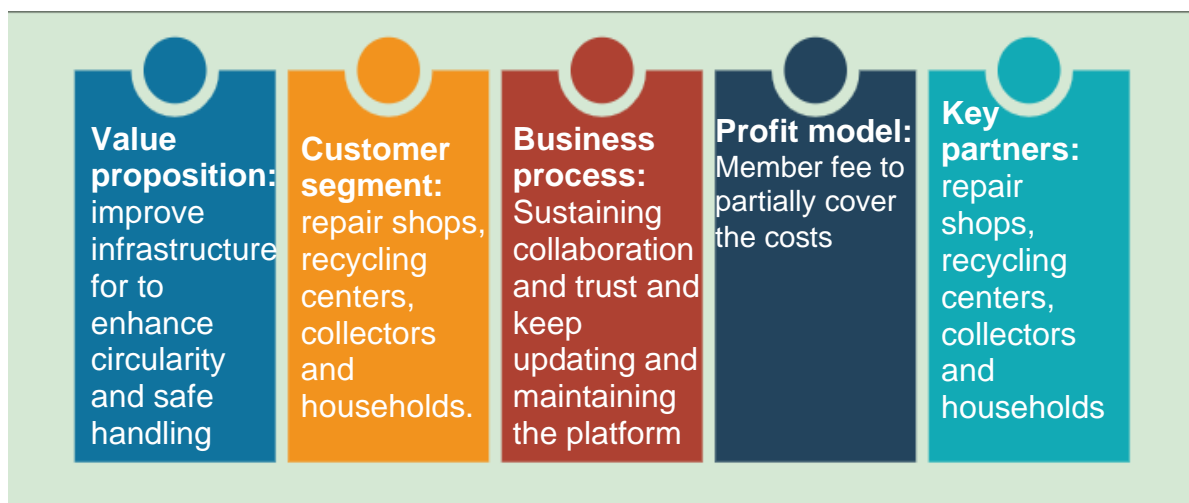 Value
proposition:
improve
infrastructure
for to
enhance
circularity
and safe
handling
Customer
segment:
repair shops,
recycling
centers,
collectors
and
households.
Business
process:
Sustaining
collaboration
and trust and
keep
updating and
maintaining
the platform
Profit model:
Member fee to
partially cover
the costs
Key
partners:
repair
shops,
recycling
centers,
collectors
and
households